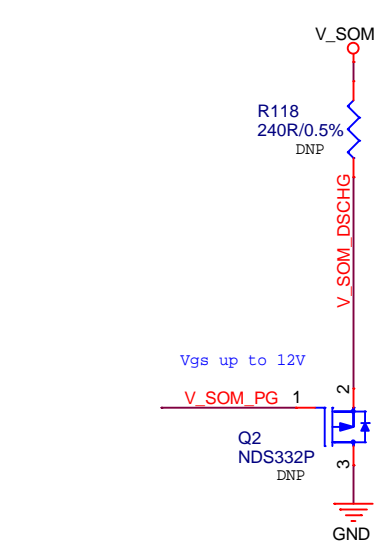 V_SOM
R118
240R/0.5%
DNP
V_SOM_DSCHG
Vgs up to 12V
V_SOM_PG 1
2
Q2
NDS332P
DNP
3
GND